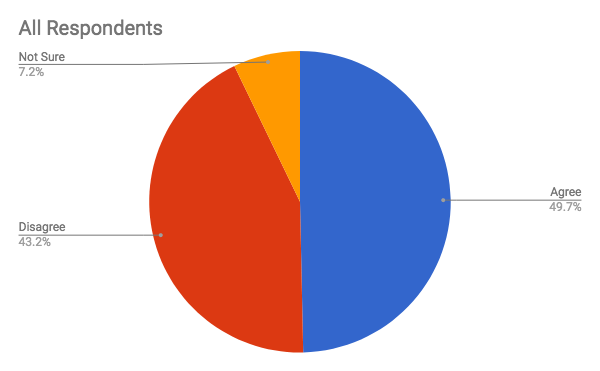 All Respondents
Not Sure
7.2%
Agree
49.7%
Disagree
43.2%